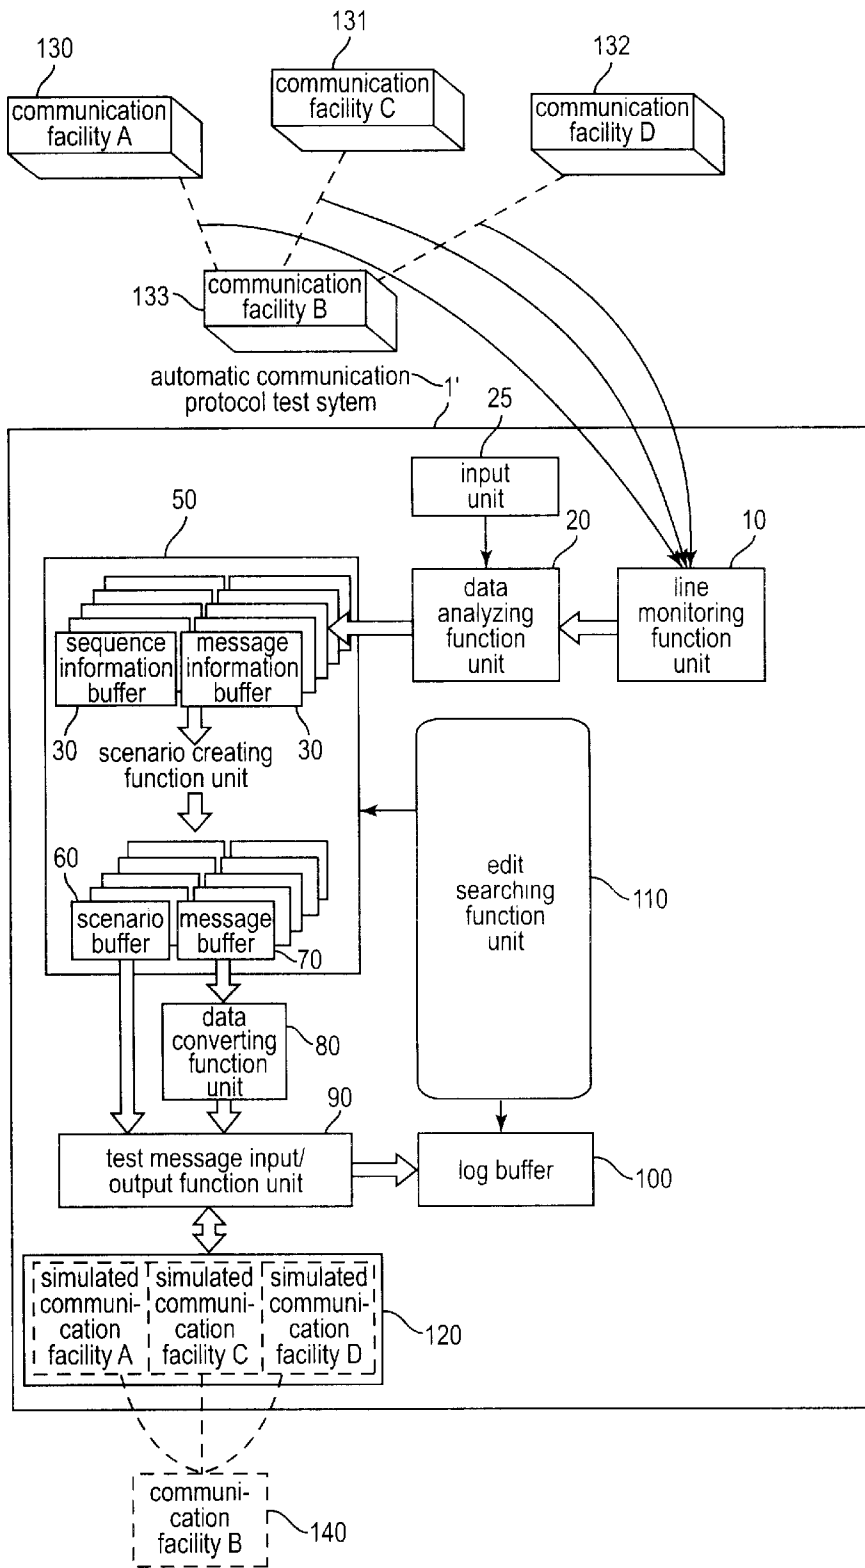 130
131
132
communication
facility A
communication
facility C
communication
facility D
133
communication
facility B
automatic communication
protocol test sytem
1'
25
input
unit
50
20
10
data
analyzing
function
unit
line
monitoring
function
unit
sequence
information
buffer
message
information
buffer
30
30
scenario creating
function unit
60
scenario
buffer
message
buffer
70
edit
searching
function
unit
110
data
converting
function
unit
80
90
test message input/
output function unit
log buffer
100
simulated
communi-
cation
facility A
simulated
communi-
cation
facility C
simulated
communi-
cation
facility D
120
communi-
cation
facility B
140